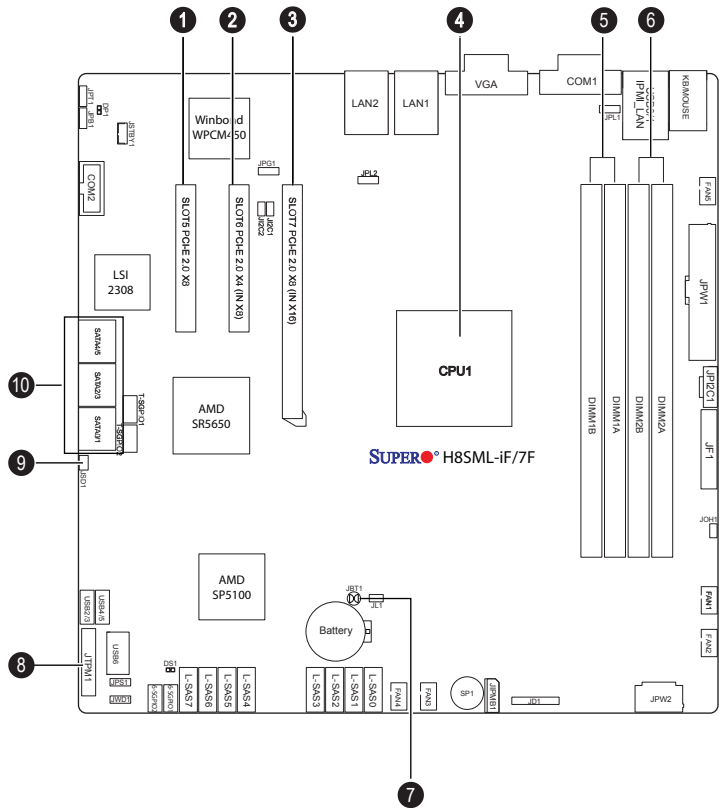 1
2
3
4
5
6
JPT1
JPB1
DP1
JSTBY1
Winbond
WPCM450
LAN2
LAN1
VGA
COM1
JPL1
IPMI_LAN
KB/MOUSE
JPG1
JPL2
COM2
FAN5
SLOT5 PCI-E 2.0 X8
SLOT6 PCI-E 2.0 X4 (IN X8)
JI2C2
JI2C1
SLOT7 PCI-E 2.0 X8 (IN X16)
LSI
2308
JPW1
10
SATA4/5
SATA2/3
SATA0/1
T-SGPIO1
T-SGPIO2
AMD
SR5650
CPU1
DIMM1B
DIMM1A
DIMM2B
DIMM2A
JPI2C1
JF1
9
JSD1
SUPER® H8SML-iF/7F
JOH1
AMD
SP5100
JBT1
JL1
Battery
FAN1
FAN2
USB2/3
USB4/5
8
JTPM1
USB6
JPS1
JWD1
DS1
L-SAS7
L-SAS6
L-SAS5
L-SAS4
L-SAS3
L-SAS2
L-SAS1
L-SAS0
FAN4
FAN3
SP1
JIPMB1
JD1
JPW2
7